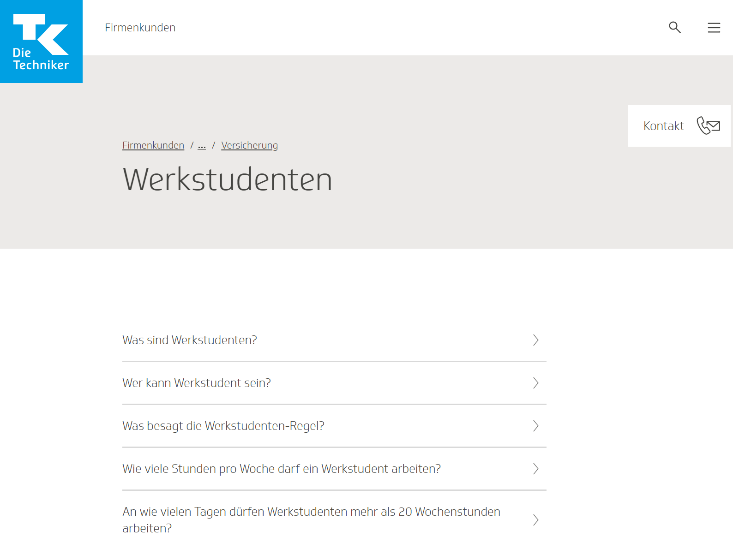 TK
Die
Techniker
Firmenkunden
Kontakt
Firmenkunden / ... / Versicherung
Werkstudenten
Was sind Werkstudenten?
Wer kann Werkstudent sein?
Was besagt die Werkstudenten-Regel?
Wie viele Stunden pro Woche darf ein Werkstudent arbeiten?
An wie vielen Tagen dürfen Werkstudenten mehr als 20 Wochenstunden
arbeiten?